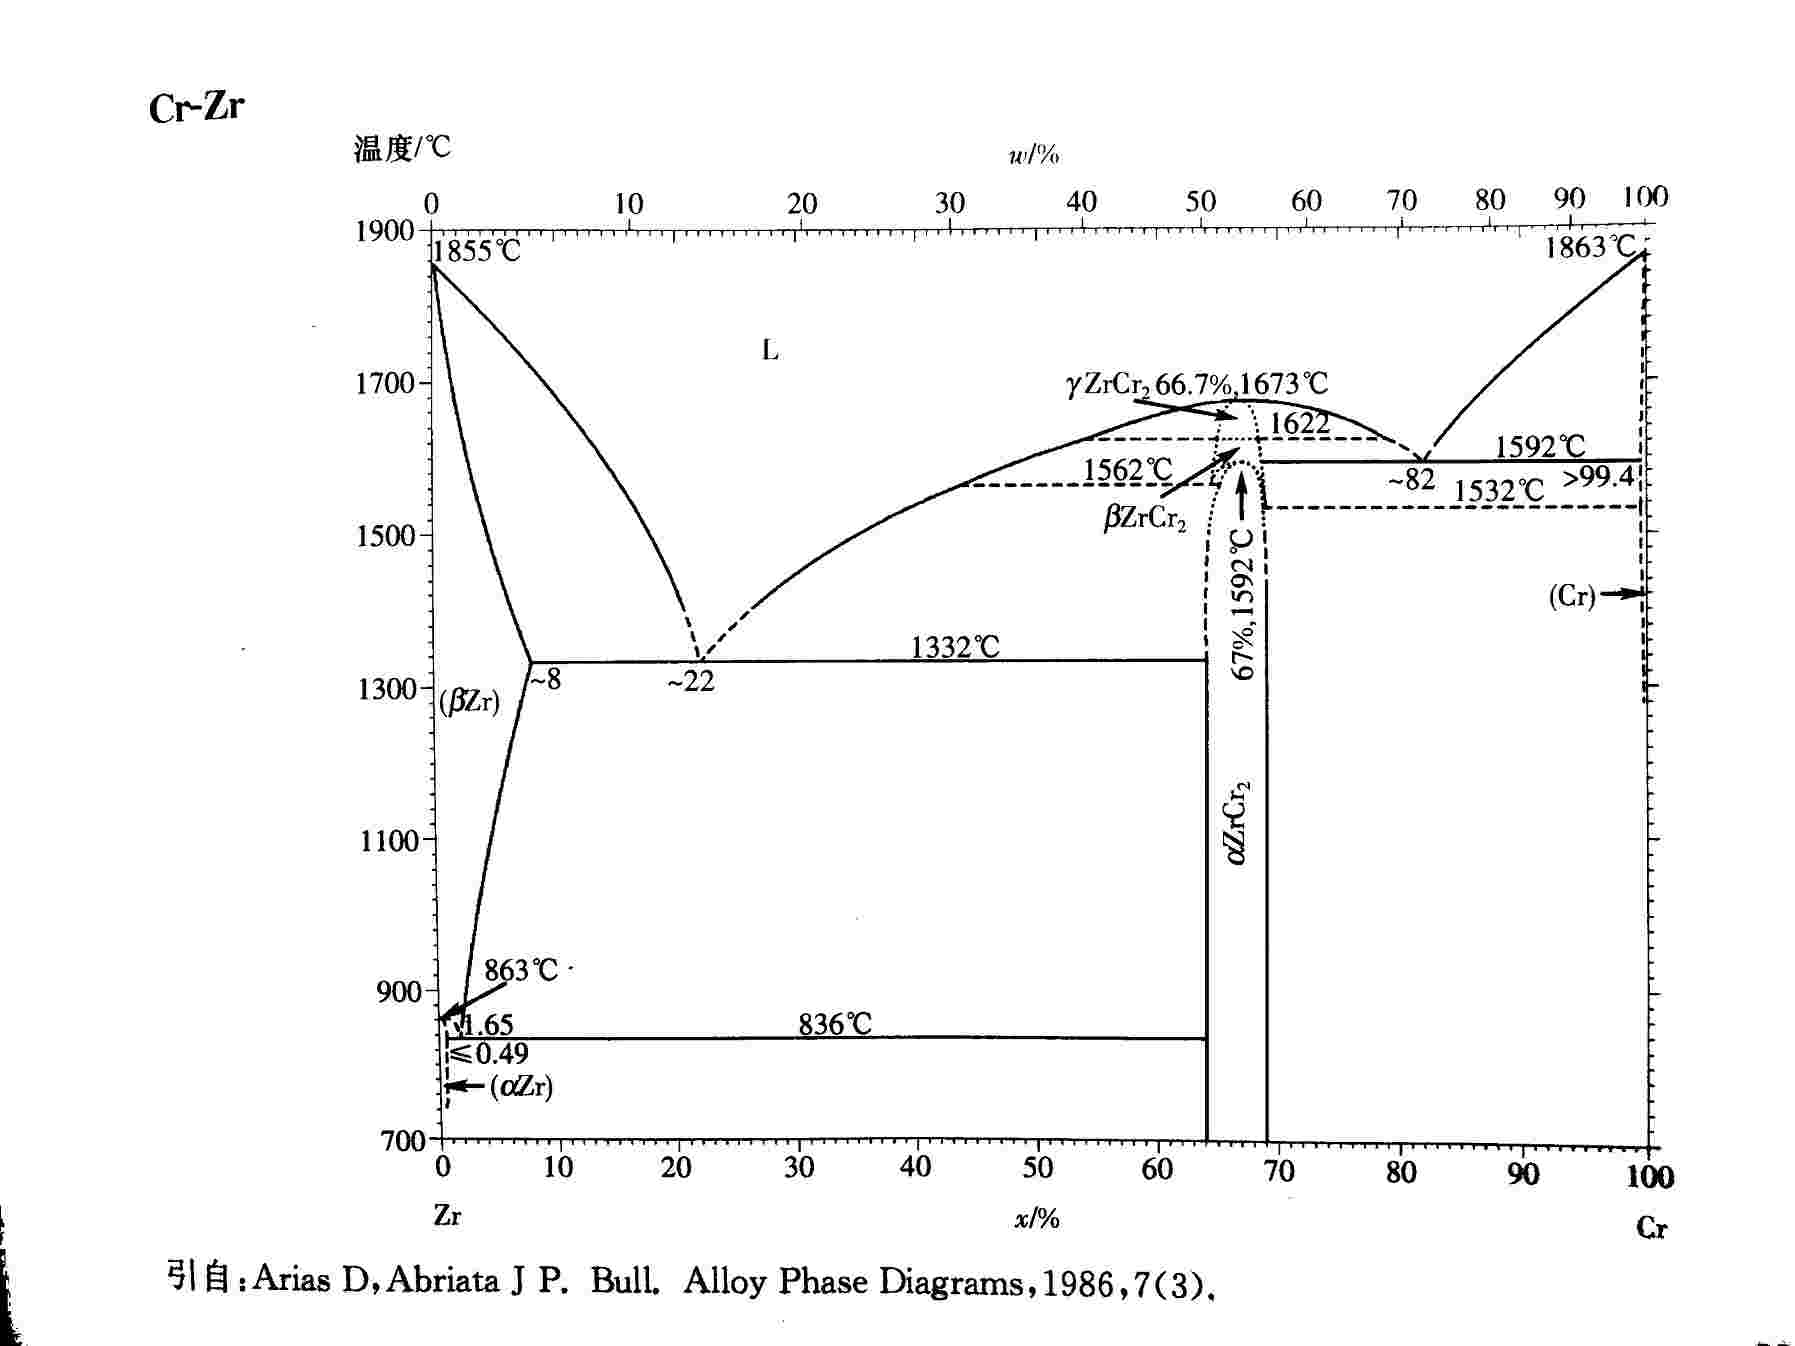 Cr-Zr
温度/℃
w/%
0 10 20 30 40 50 60 70 80 90 100
1900
1855℃
1863℃
L
1700
γZrCr₂ 66.7%,1673℃
1622
1592℃
1562℃
~82
>99.4
1532℃
βZrCr₂
1500
67%,1592℃
(Cr)
1332℃
~8
~22
1300
(βZr)
αZrCr₂
1100
863℃
900
1.65
836℃
≤0.49
(αZr)
700
0 10 20 30 40 50 60 70 80 90 100
Zr
x/%
Cr
引自:Arias D,Abriata J P. Bull. Alloy Phase Diagrams,1986,7(3).